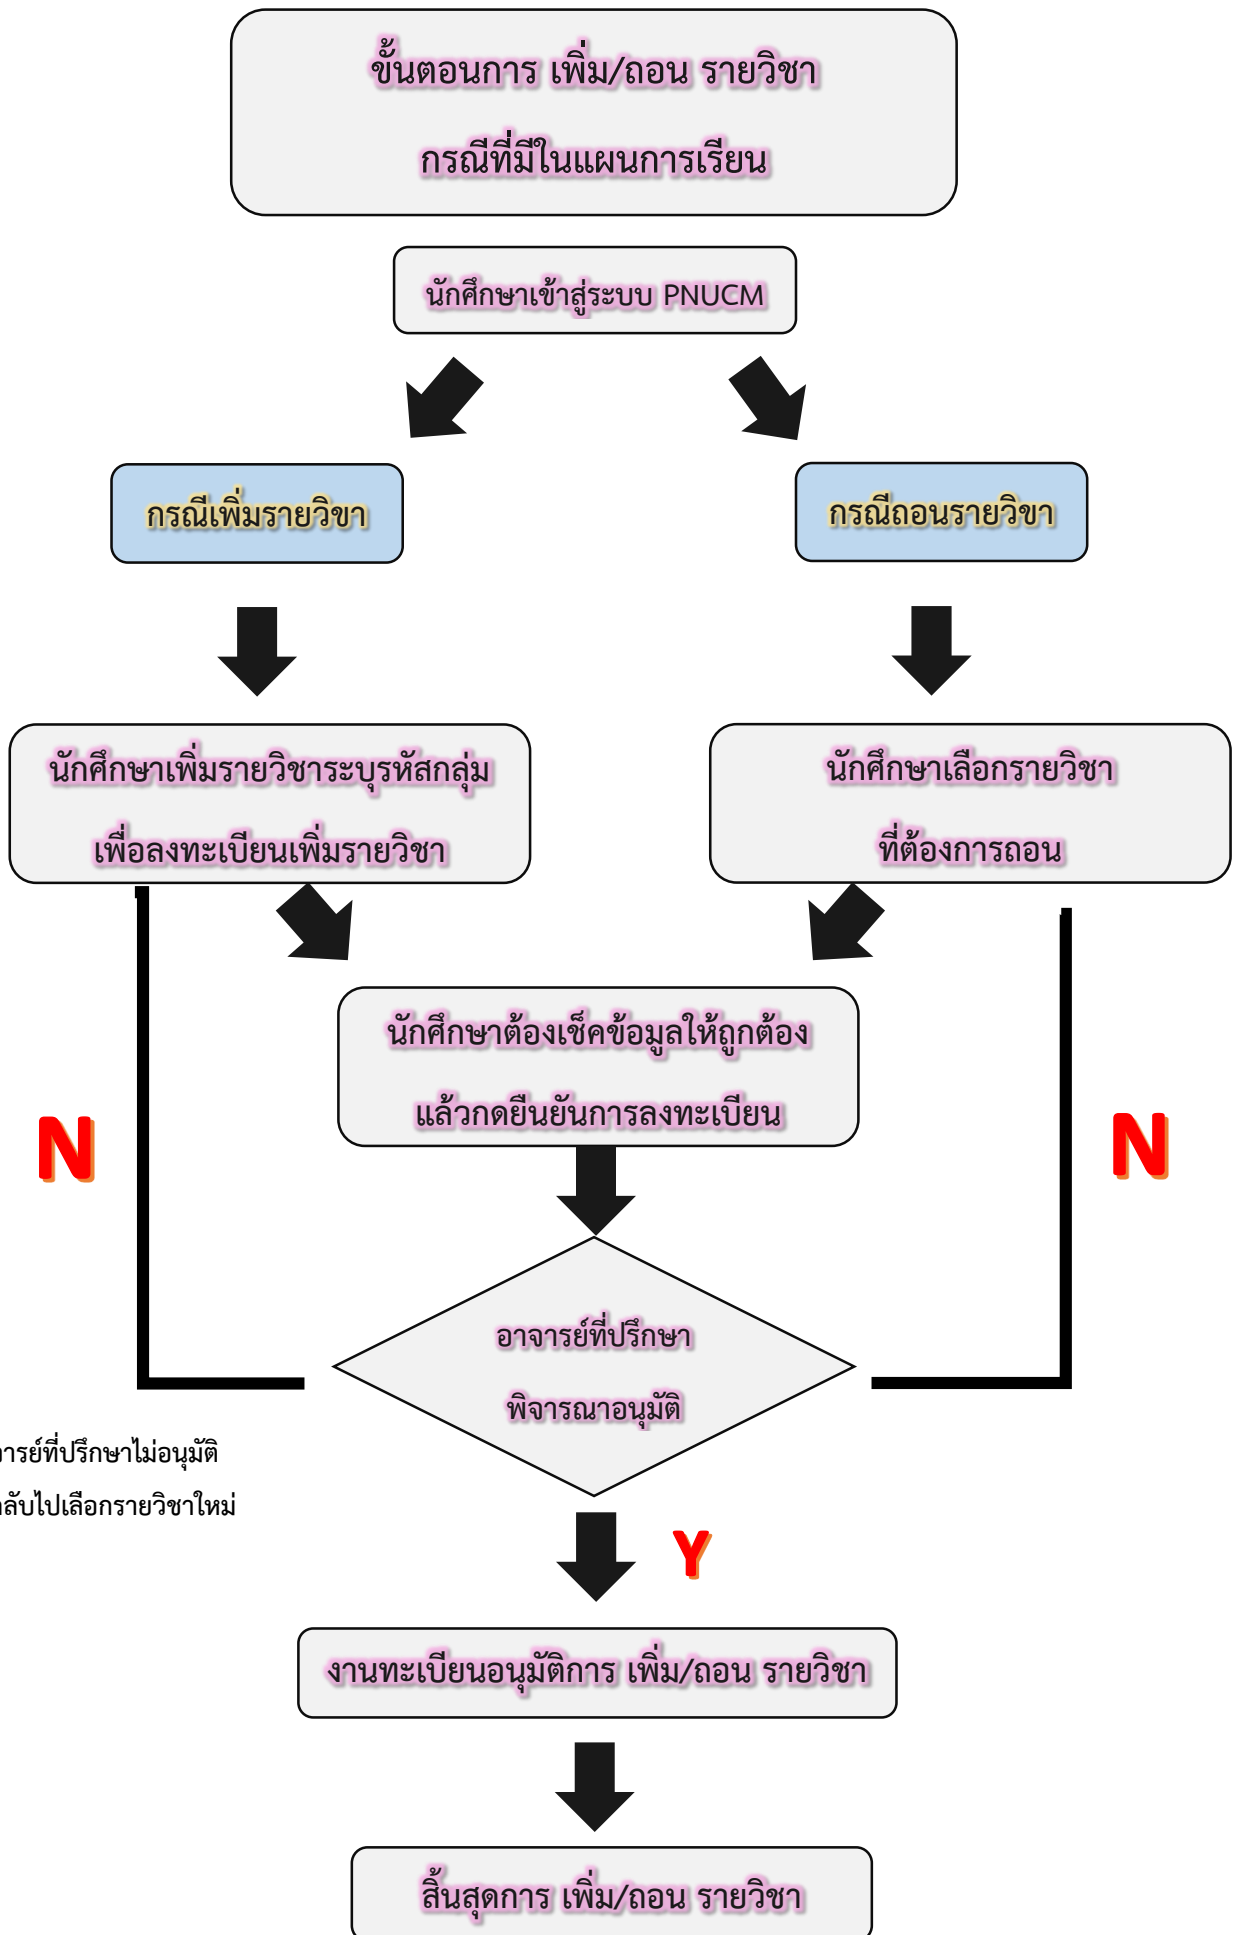 ขั้นตอนการ เพิ่ม/ถอน รายวิชา
กรณีที่มีในแผนการเรียน
นักศึกษาเข้าสู่ระบบ PNUCM
กรณีเพิ่มรายวิขา
กรณีถอนรายวิขา
นักศึกษาเพิ่มรายวิชาระบุรหัสกลุ่ม
เพื่อลงทะเบียนเพิ่มรายวิชา
นักศึกษาเลือกรายวิชา
ที่ต้องการถอน
นักศึกษาต้องเช็คข้อมูลให้ถูกต้อง
แล้วกดยืนยันการลงทะเบียน
N
N
อาจารย์ที่ปรึกษา
พิจารณาอนุมัติ
ารย์ที่ปรึกษาไม่อนุมัติ
ลับไปเลือกรายวิชาใหม่
Y
งานทะเบียนอนุมัติการ เพิ่ม/ถอน รายวิชา
สิ้นสุดการ เพิ่ม/ถอน รายวิชา